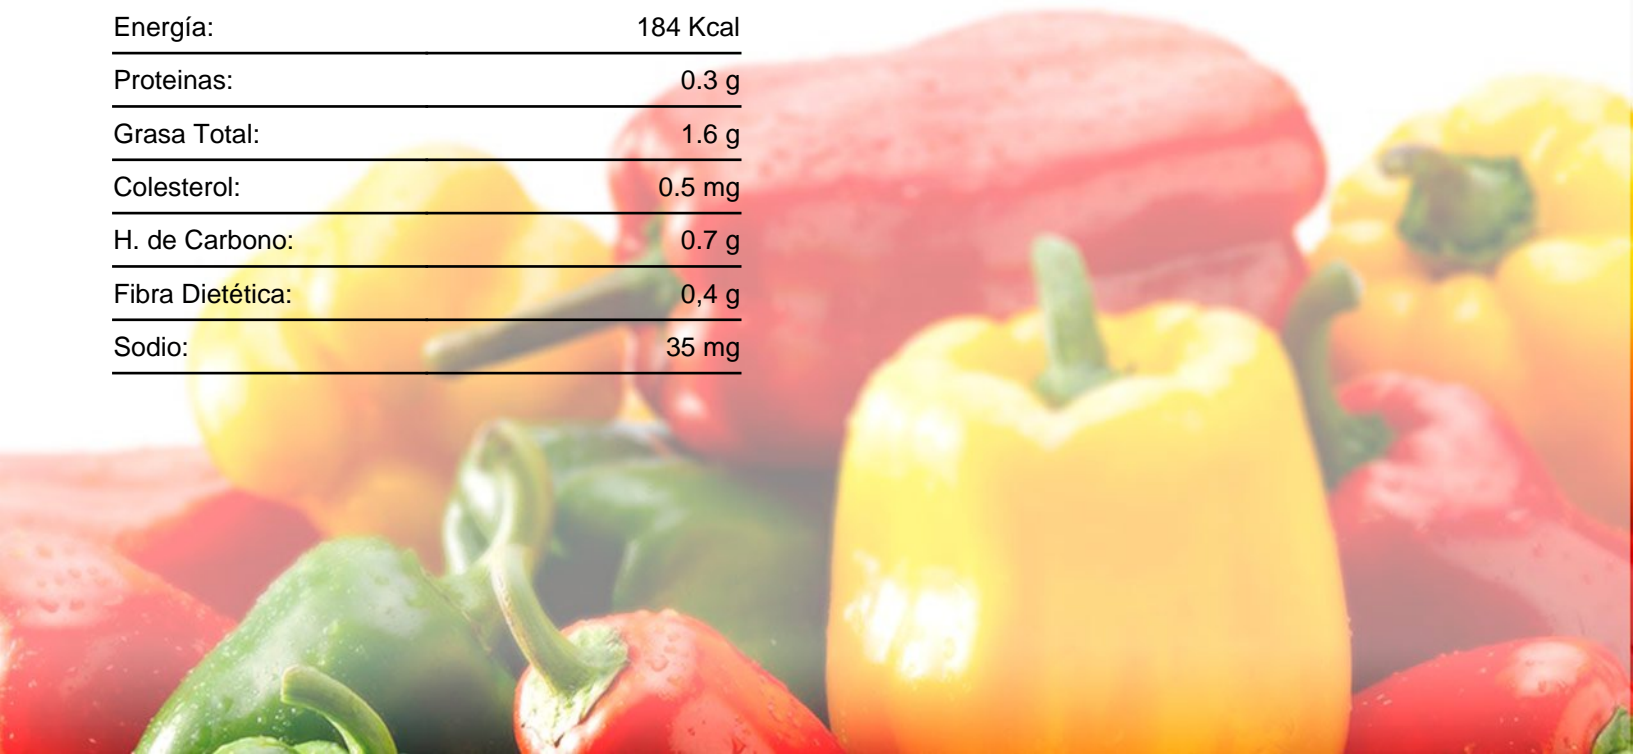 Energía: 184 Kcal
Proteinas: 0.3 g
Grasa Total: 1.6 g
Colesterol: 0.5 mg
H. de Carbono: 0.7 g
Fibra Dietética: 0,4 g
Sodio: 35 mg